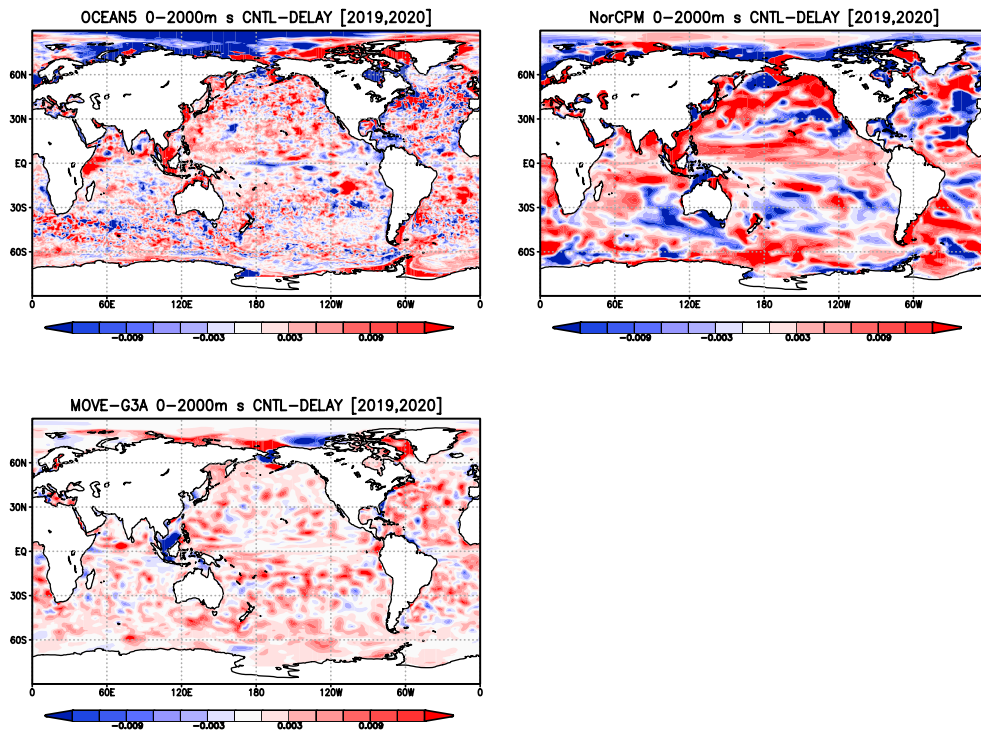 OCEAN5 0-2000m s CNTL-DELAY [2019,2020]
60N
30N
EQ
30S
60S
0 60E 120E 180 120W 60W 0
-0.009 -0.003 0.003 0.009
NorCPM 0-2000m s CNTL-DELAY [2019,2020]
60N
30N
EQ
30S
60S
0 60E 120E 180 120W 60W
-0.009 -0.003 0.003 0.009
MOVE-G3A 0-2000m s CNTL-DELAY [2019,2020]
60N
30N
EQ
30S
60S
0 60E 120E 180 120W 60W 0
-0.009 -0.003 0.003 0.009